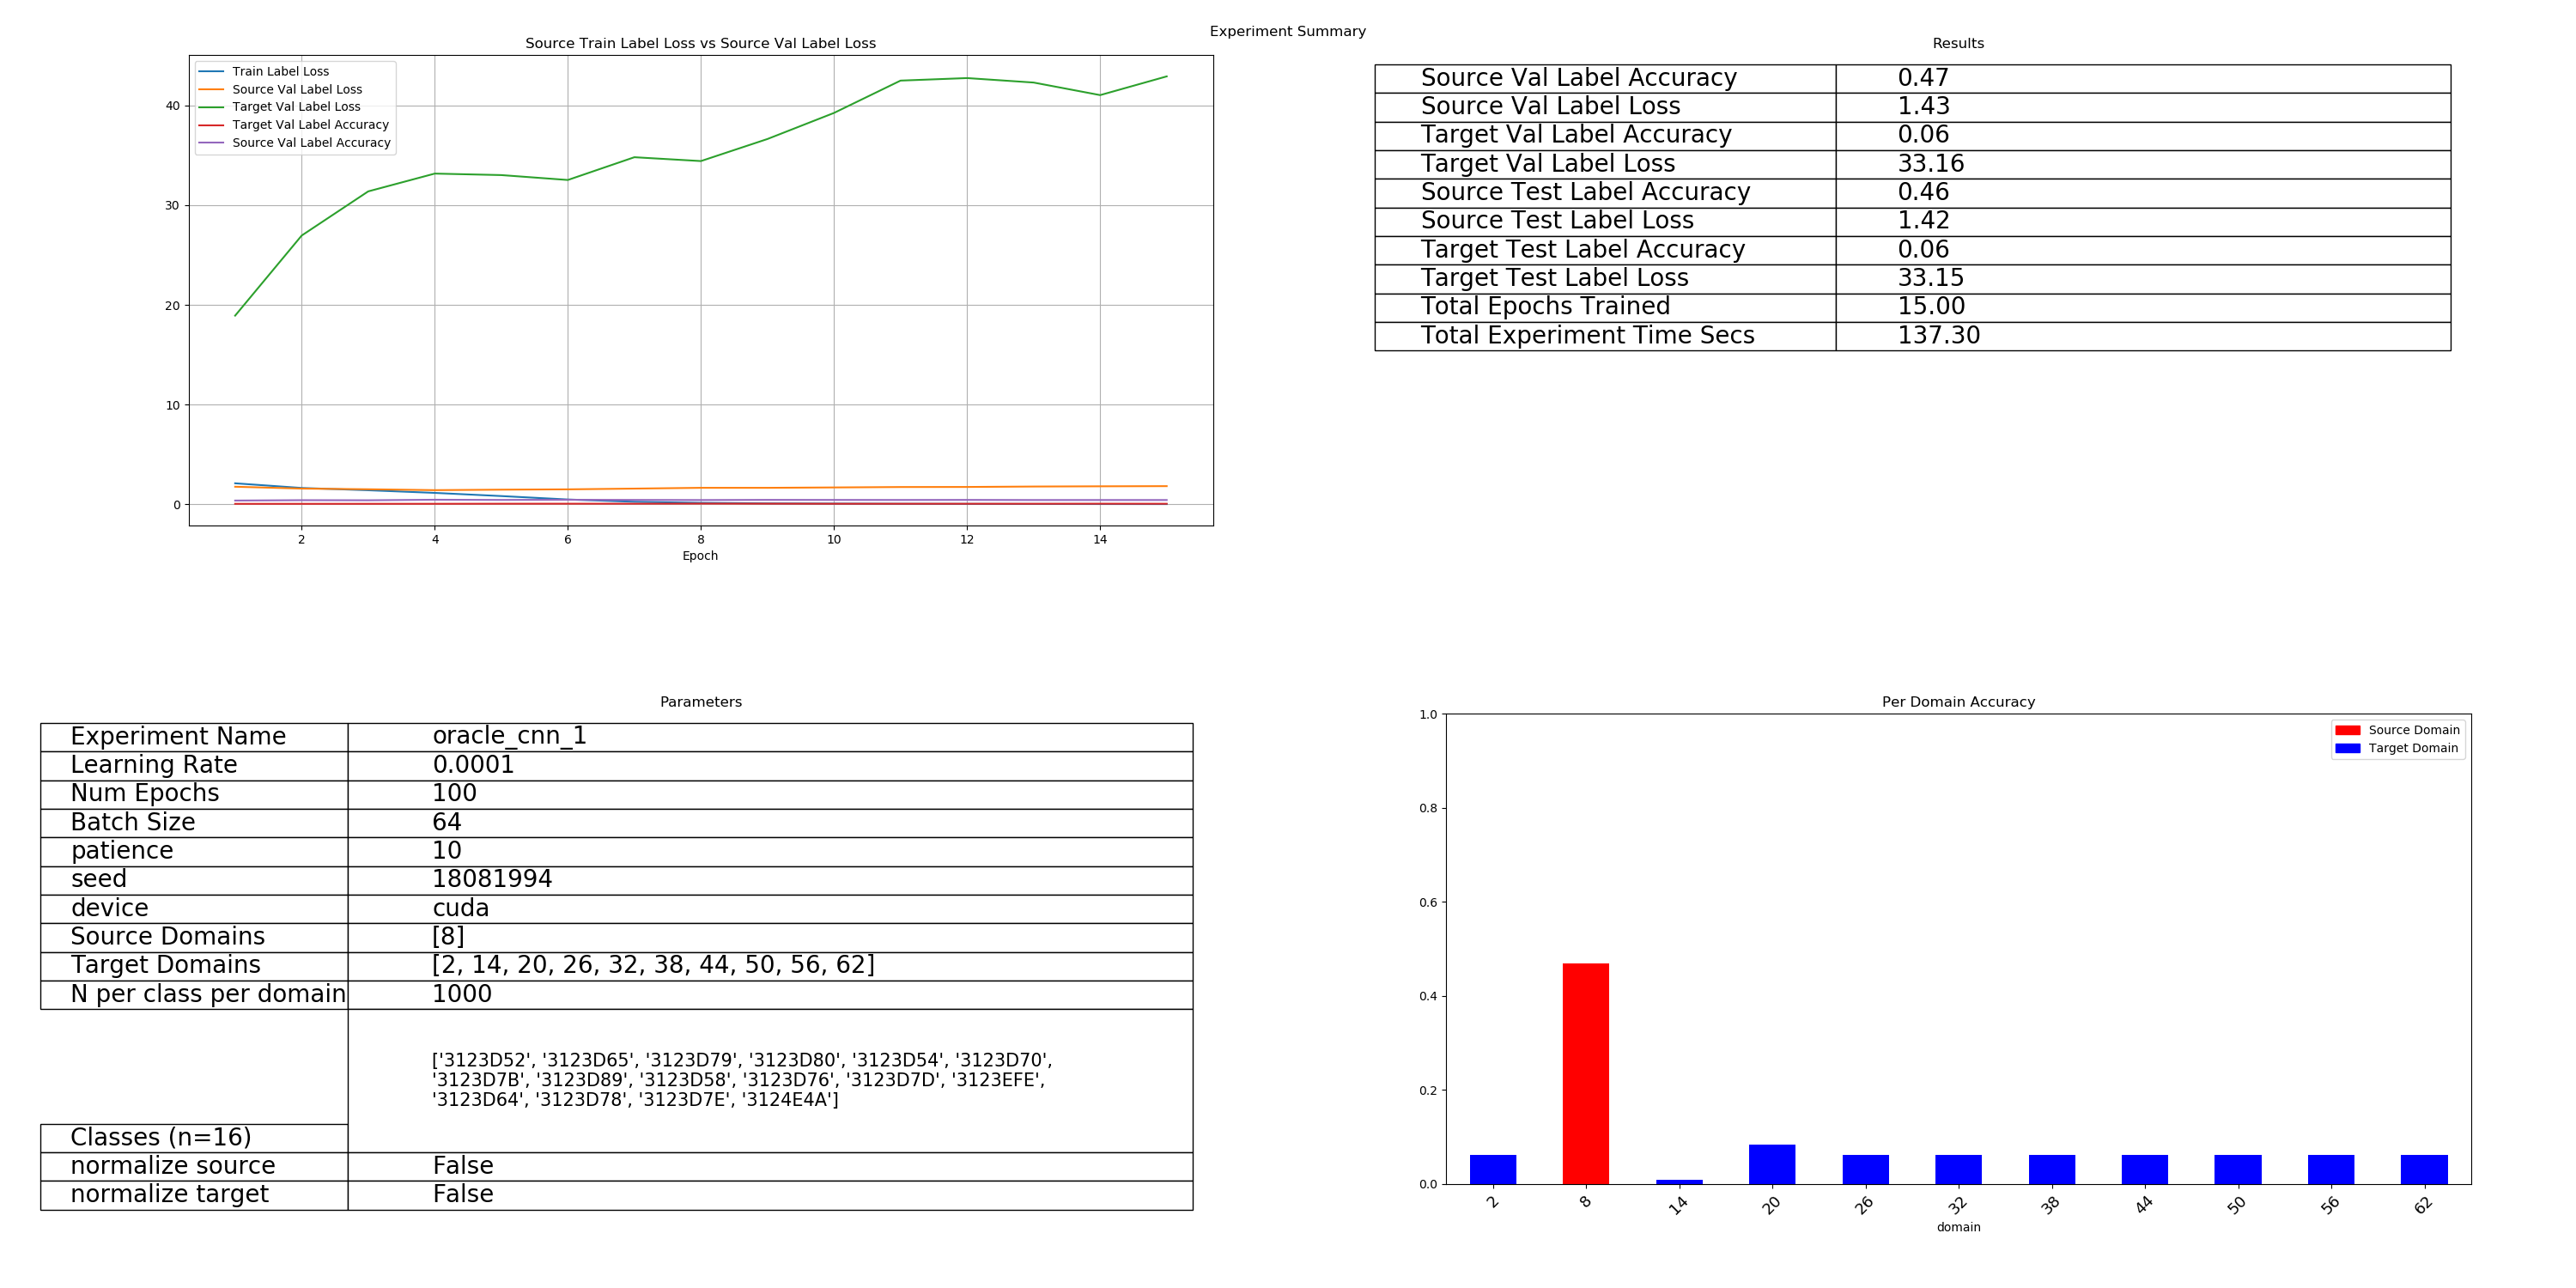 Experiment Summary
Source Train Label Loss vs Source Val Label Loss
Train Label Loss
Source Val Label Loss
Target Val Label Loss
Target Val Label Accuracy
Source Val Label Accuracy
40
30
20
10
0
2 4 6 8 10 12 14
Epoch
Results
Source Val Label Accuracy 0.47
Source Val Label Loss 1.43
Target Val Label Accuracy 0.06
Target Val Label Loss 33.16
Source Test Label Accuracy 0.46
Source Test Label Loss 1.42
Target Test Label Accuracy 0.06
Target Test Label Loss 33.15
Total Epochs Trained 15.00
Total Experiment Time Secs 137.30
Parameters
Experiment Name oracle_cnn_1
Learning Rate 0.0001
Num Epochs 100
Batch Size 64
patience 10
seed 18081994
device cuda
Source Domains [8]
Target Domains [2, 14, 20, 26, 32, 38, 44, 50, 56, 62]
N per class per domain 1000
['3123D52', '3123D65', '3123D79', '3123D80', '3123D54', '3123D70',
'3123D7B', '3123D89', '3123D58', '3123D76', '3123D7D', '3123EFE',
'3123D64', '3123D78', '3123D7E', '3124E4A']
Classes (n=16)
normalize source False
normalize target False
Per Domain Accuracy
Source Domain
Target Domain
1.0
0.8
0.6
0.4
0.2
0.0
2 8 14 20 26 32 38 44 50 56 62
domain